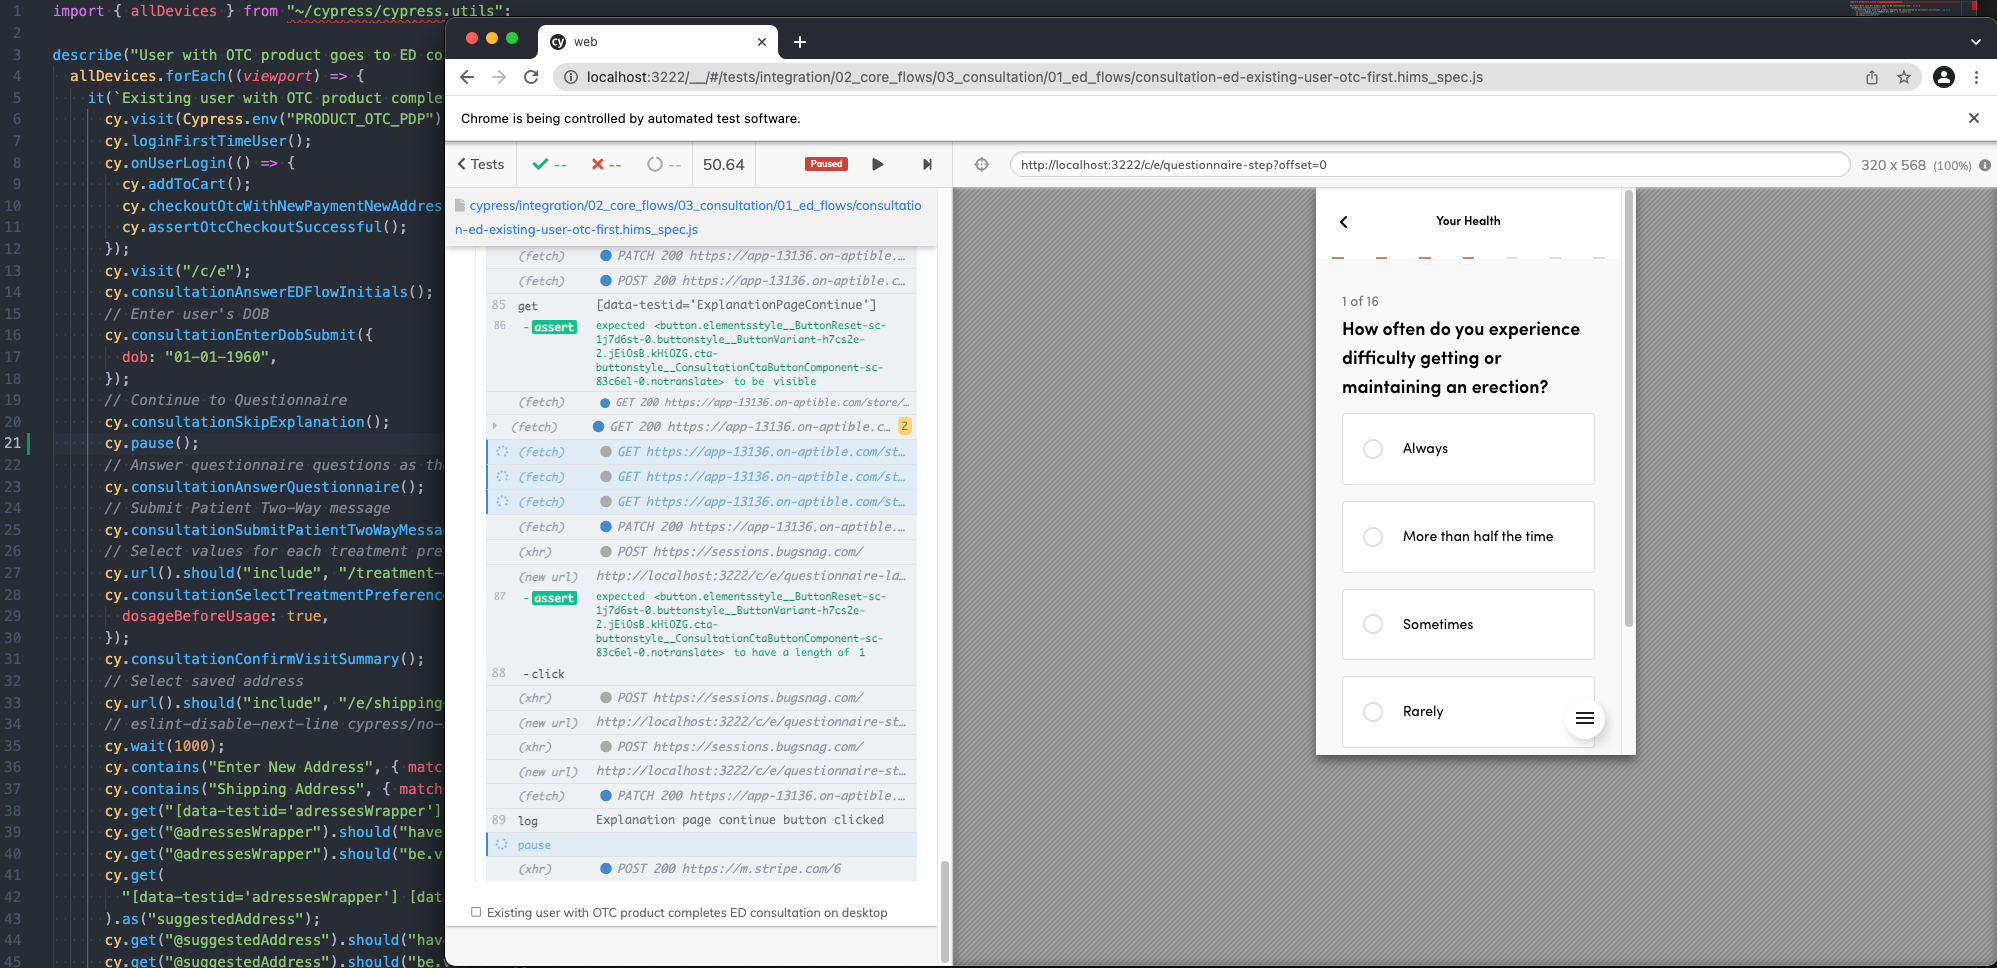 1 import { allDevices } from "~/cypress/cypress.utils";
2
3 describe("User with OTC product goes to ED co
4 allDevices.forEach((viewport) => {
5 it(`Existing user with OTC product comple
6 cy.visit(Cypress.env("PRODUCT_OTC_PDP")
7 cy.loginFirstTimeUser();
8 cy.onUserLogin(() => {
9 cy.addToCart();
10 cy.checkoutOtcWithNewPaymentNewAddres
11 cy.assertOtcCheckoutSuccessful();
12 });
13 cy.visit("/c/e");
14 cy.consultationAnswerEDFlowInitials();
15 // Enter user's DOB
16 cy.consultationEnterDobSubmit({
17 dob: "01-01-1960",
18 });
19 // Continue to Questionnaire
20 cy.consultationSkipExplanation();
21 cy.pause();
22 // Answer questionnaire questions as th
23 cy.consultationAnswerQuestionnaire();
24 // Submit Patient Two-Way message
25 cy.consultationSubmitPatientTwoWayMessa
26 // Select values for each treatment pre
27 cy.url().should("include", "/treatment-
28 cy.consultationSelectTreatmentPreferenc
29 dosageBeforeUsage: true,
30 });
31 cy.consultationConfirmVisitSummary();
32 // Select saved address
33 cy.url().should("include", "/e/shipping
34 // eslint-disable-next-line cypress/no-
35 cy.wait(1000);
36 cy.contains("Enter New Address", { matc
37 cy.contains("Shipping Address", { match
38 cy.get("[data-testid='adressesWrapper']
39 cy.get("@adressesWrapper").should("have
40 cy.get("@adressesWrapper").should("be.v
41 cy.get(
42 "[data-testid='adressesWrapper'] [dat
43 ).as("suggestedAddress");
44 cy.get("@suggestedAddress").should("hav
45 cy.get("@suggestedAddress").should("be.v
cy web
localhost:3222/__/#/tests/integration/02_core_flows/03_consultation/01_ed_flows/consultation-ed-existing-user-otc-first.hims_spec.js
Chrome is being controlled by automated test software.
Tests -- -- -- 50.64 Paused
http://localhost:3222/c/e/questionnaire-step?offset=0 320 x 568 (100%)
cypress/integration/02_core_flows/03_consultation/01_ed_flows/consultatio
n-ed-existing-user-otc-first.hims_spec.js
(fetch) PATCH 200 https://app-13136.on-aptible....
(fetch) POST 200 https://app-13136.on-aptible.c...
85 get [data-testid='ExplanationPageContinue']
86 -assert expected <button.elementsstyle__ButtonReset-sc-
1j7d6st-0.buttonstyle__ButtonVariant-h7cs2e-
2.jEiOsB.kHiOZG.cta-
buttonstyle__ConsultationCtaButtonComponent-sc-
83c6el-0.notranslate> to be visible
(fetch) GET 200 https://app-13136.on-aptible.com/store/...
(fetch) GET 200 https://app-13136.on-aptible.c... 2
(fetch) GET https://app-13136.on-aptible.com/st...
(fetch) GET https://app-13136.on-aptible.com/st...
(fetch) GET https://app-13136.on-aptible.com/st...
(fetch) PATCH 200 https://app-13136.on-aptible....
(xhr) POST https://sessions.bugsnag.com/
(new url) http://localhost:3222/c/e/questionnaire-la...
87 -assert expected <button.elementsstyle__ButtonReset-sc-
1j7d6st-0.buttonstyle__ButtonVariant-h7cs2e-
2.jEiOsB.kHiOZG.cta-
buttonstyle__ConsultationCtaButtonComponent-sc-
83c6el-0.notranslate> to have a length of 1
88 -click
(xhr) POST https://sessions.bugsnag.com/
(new url) http://localhost:3222/c/e/questionnaire-st...
(xhr) POST https://sessions.bugsnag.com/
(new url) http://localhost:3222/c/e/questionnaire-st...
(fetch) PATCH 200 https://app-13136.on-aptible....
89 log Explanation page continue button clicked
pause
(xhr) POST 200 https://m.stripe.com/6
Existing user with OTC product completes ED consultation on desktop
Your Health
1 of 16
How often do you experience
difficulty getting or
maintaining an erection?
Always
More than half the time
Sometimes
Rarely